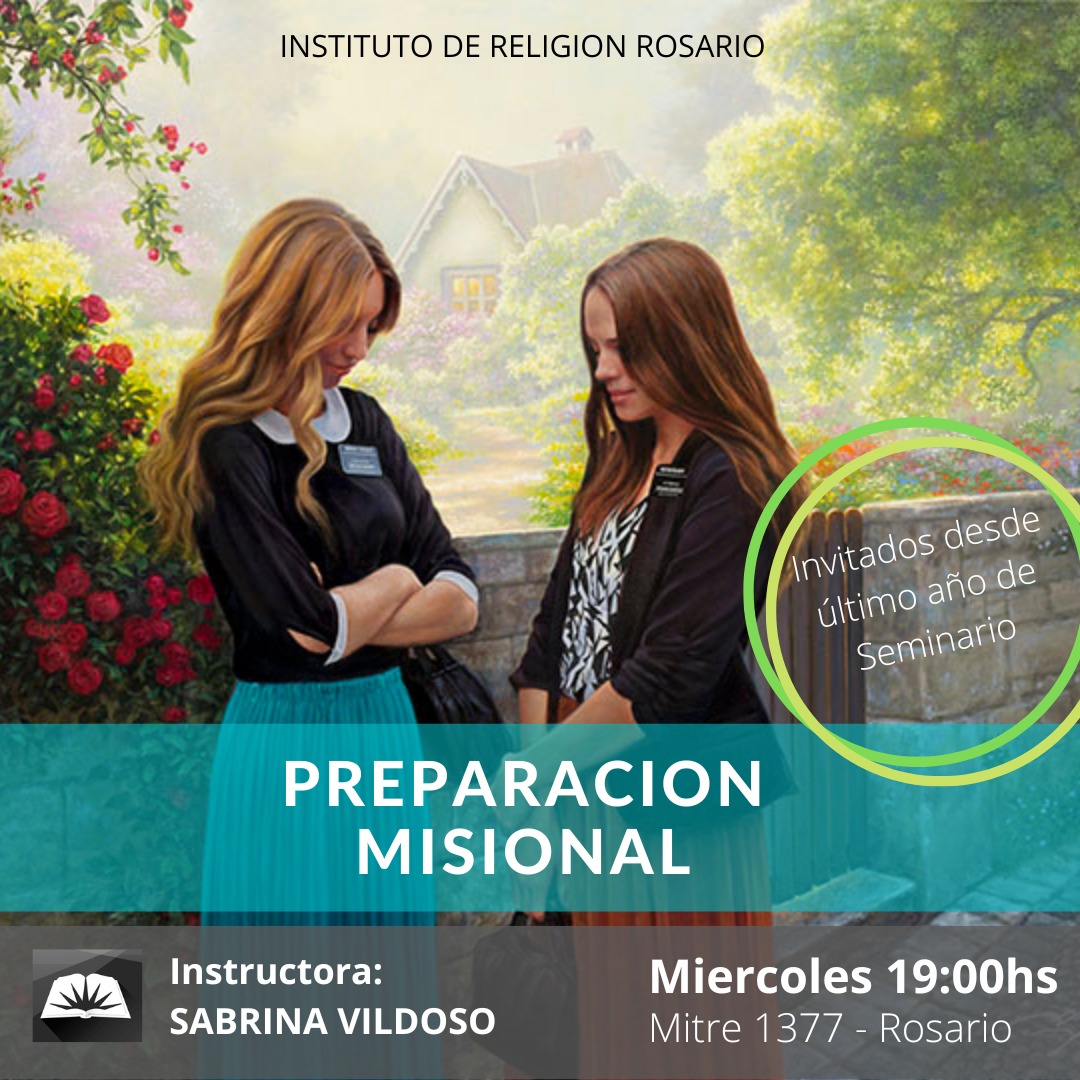 INSTITUTO DE RELIGION ROSARIO
Invitados desde
último año de
Seminario
PREPARACION
MISIONAL
Instructora:
SABRINA VILDOSO
Miercoles 19:00hs
Mitre 1377 - Rosario